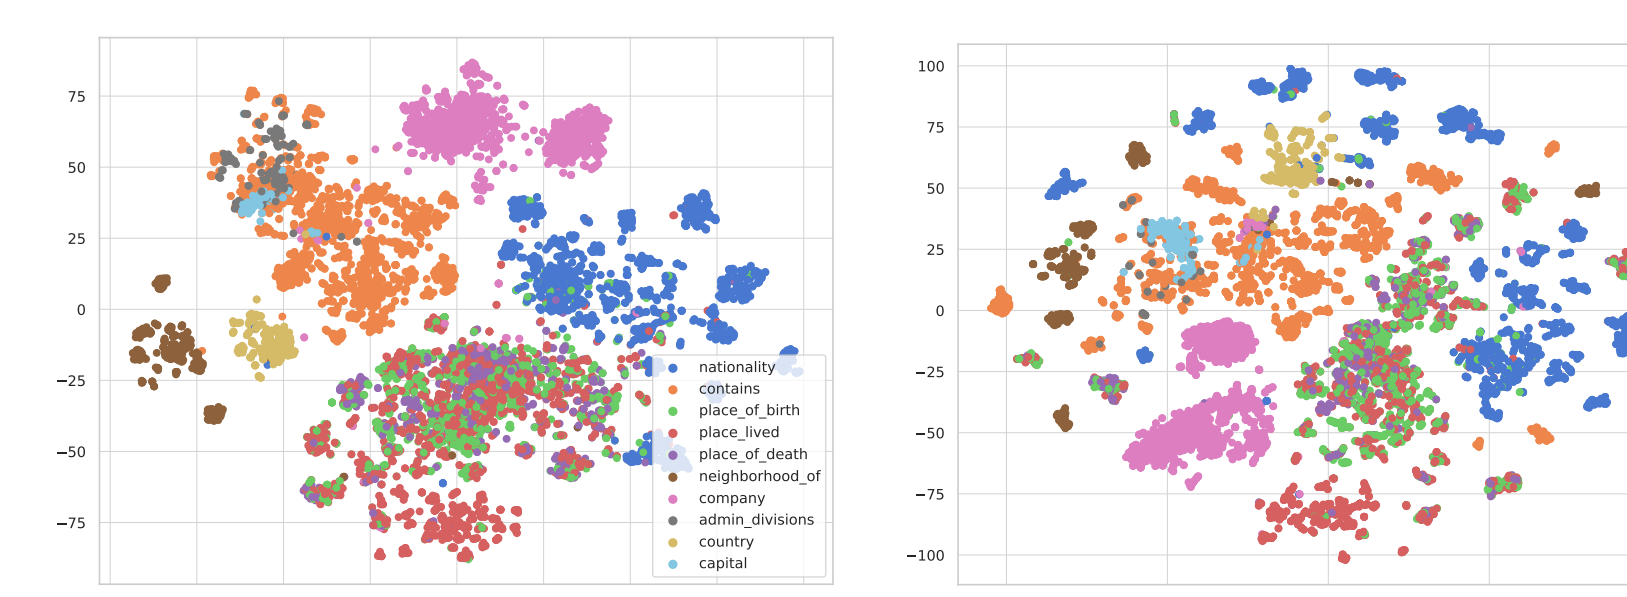 75
50
25
0
−25
−50
−75
nationality
contains
place_of_birth
place_lived
place_of_death
neighborhood_of
company
admin_divisions
country
capital
100
75
50
25
0
−25
−50
−75
−100